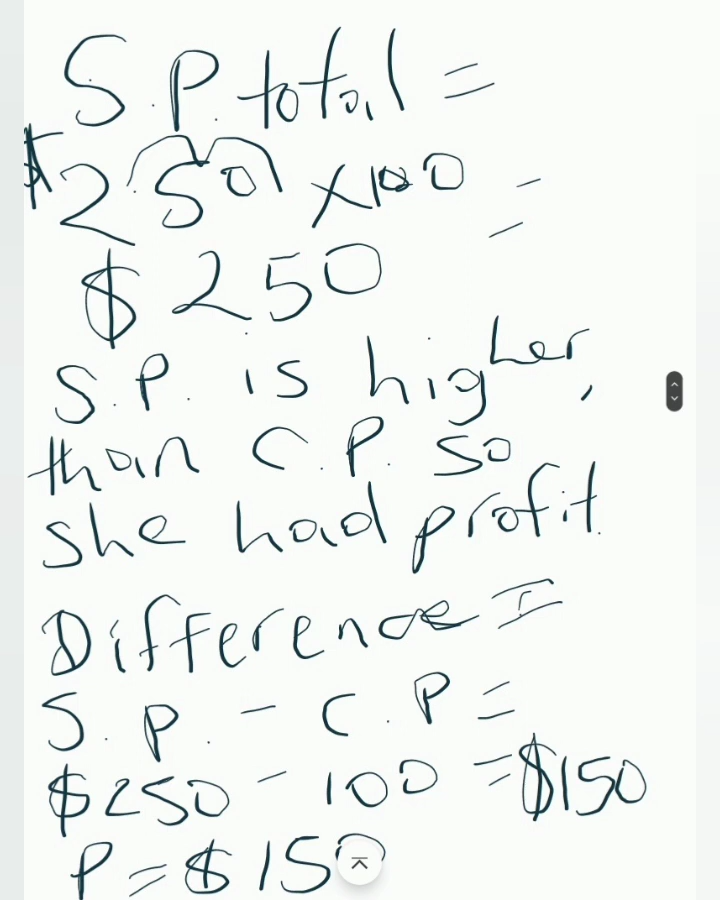 S.P. total =
$2.50 x 100 =
$250
S.P. is higher,
than C.P. so
she had profit.
Difference =
S.P. - C.P =
$250 - 100 = $150
P = $150